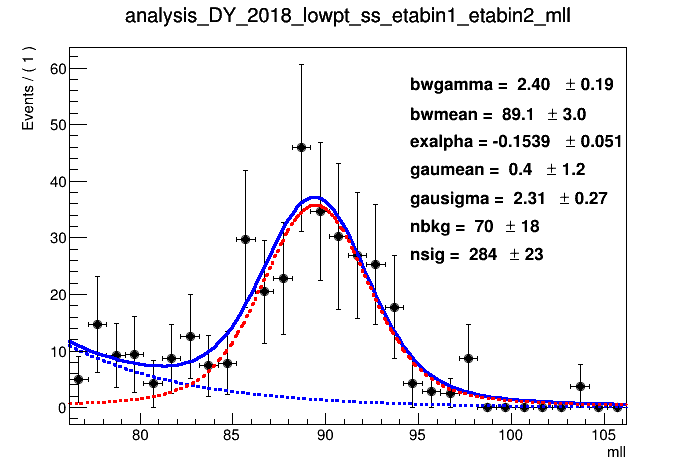 analysis_DY_2018_lowpt_ss_etabin1_etabin2_mll
Events / ( 1 )
60
50
40
30
20
10
0
bwgamma = 2.40 ± 0.19
bwmean = 89.1 ± 3.0
exalpha = -0.1539 ± 0.051
gaumean = 0.4 ± 1.2
gausigma = 2.31 ± 0.27
nbkg = 70 ± 18
nsig = 284 ± 23
80 85 90 95 100 105
mll